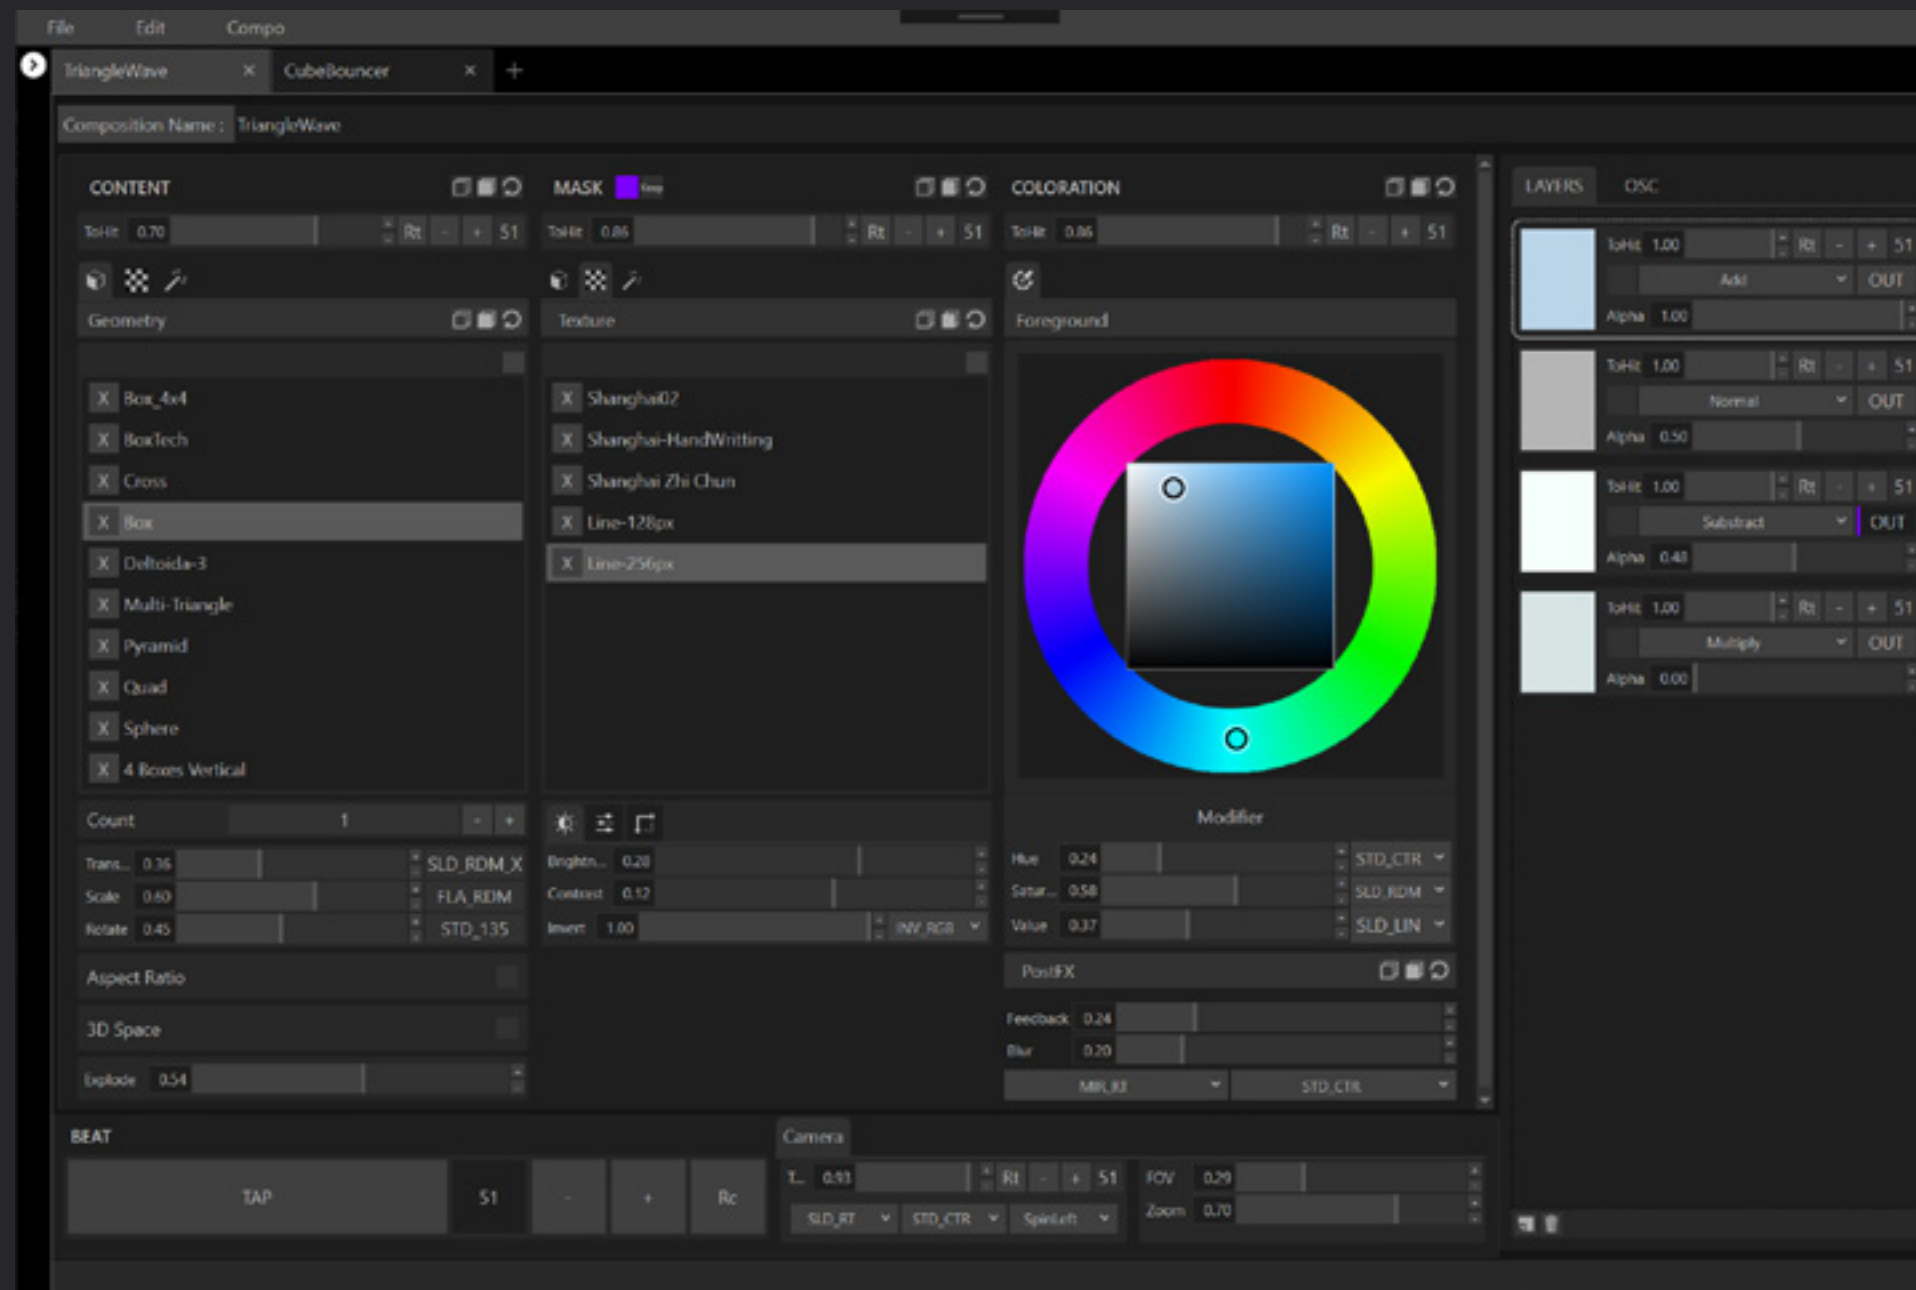 File Edit Compo
TriangleWave × CubeBouncer × +
Composition Name : TriangleWave
CONTENT
ToHit 0.70 Rt - + 51
Geometry
X Box_4x4
X BoxTech
X Cross
X Box
X Deltoida-3
X Multi-Triangle
X Pyramid
X Quad
X Sphere
X 4 Boxes Vertical
Count 1 - +
Trans... 0.36 SLD_RDM_X
Scale 0.60 FLA_RDM
Rotate 0.45 STD_135
Aspect Ratio
3D Space
Explode 0.54
MASK Keep
ToHit 0.86 Rt - + 51
Texture
X Shanghai02
X Shanghai-HandWritting
X Shanghai Zhi Chun
X Line-128px
X Line-256px
Brightn... 0.28
Contrast 0.12
Invert 1.00 INV_RGB
COLORATION
ToHit 0.86 Rt - + 51
Foreground
Modifier
Hue 0.24 STD_CTR
Satur... 0.58 SLD_RDM
Value 0.37 SLD_LIN
PostFX
Feedback 0.24
Blur 0.20
MIR_RT STD_CTR
LAYERS OSC
ToHit 1.00 Rt - + 51
Add OUT
Alpha 1.00
ToHit 1.00 Rt - + 51
Normal OUT
Alpha 0.50
ToHit 1.00 Rt - + 51
Substract OUT
Alpha 0.48
ToHit 1.00 Rt - + 51
Multiply OUT
Alpha 0.00
BEAT
TAP 51 - + Rc
Camera
T... 0.93 Rt - + 51
SLD_RT STD_CTR SpinLeft
FOV 0.29
Zoom 0.70